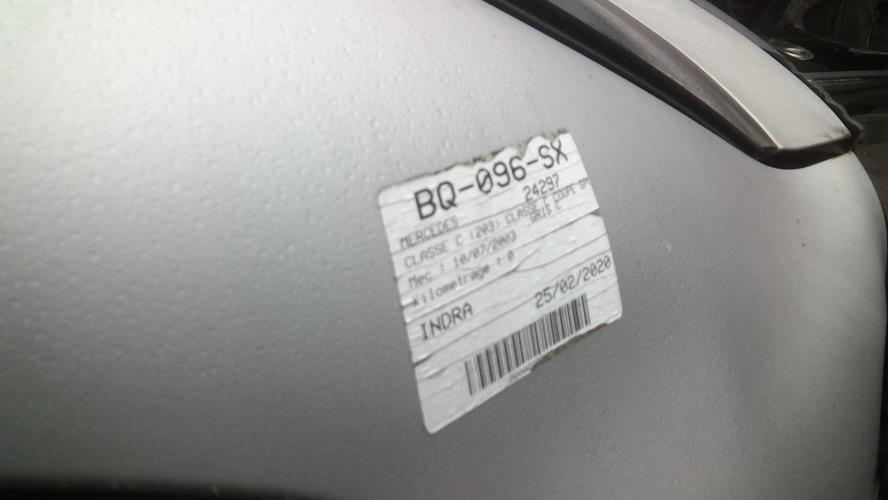 BQ-096-SX
MERCEDES 24297
CLASSE C (203) CLASSE C COUPE SPO
GRIS C
Mec : 10/07/2003
Kilometrage : 0
INDRA 25/02/2020